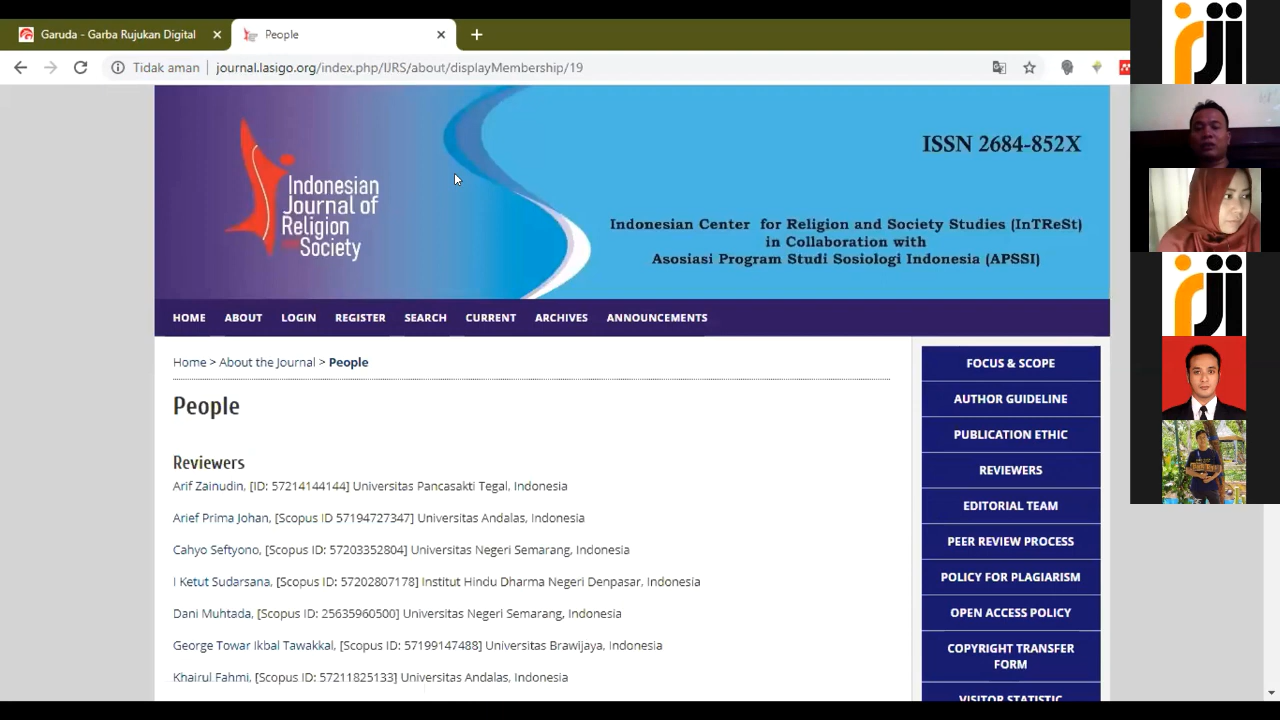 Garuda - Garba Rujukan Digital
People
Tidak aman
journal.lasigo.org/index.php/IJRS/about/displayMembership/19
rji
Indonesian
Journal of
Religion
and
Society
ISSN 2684-852X
Indonesian Center for Religion and Society Studies (InTReSt)
in Collaboration with
Asosiasi Program Studi Sosiologi Indonesia (APSSI)
HOME ABOUT LOGIN REGISTER SEARCH CURRENT ARCHIVES ANNOUNCEMENTS
Home > About the Journal > People
People
Reviewers
Arif Zainudin, [ID: 57214144144] Universitas Pancasakti Tegal, Indonesia
Arief Prima Johan, [Scopus ID 57194727347] Universitas Andalas, Indonesia
Cahyo Seftyono, [Scopus ID: 57203352804] Universitas Negeri Semarang, Indonesia
I Ketut Sudarsana, [Scopus ID: 57202807178] Institut Hindu Dharma Negeri Denpasar, Indonesia
Dani Muhtada, [Scopus ID: 25635960500] Universitas Negeri Semarang, Indonesia
George Towar Ikbal Tawakkal, [Scopus ID: 57199147488] Universitas Brawijaya, Indonesia
Khairul Fahmi, [Scopus ID: 57211825133] Universitas Andalas, Indonesia
FOCUS & SCOPE
AUTHOR GUIDELINE
PUBLICATION ETHIC
REVIEWERS
EDITORIAL TEAM
PEER REVIEW PROCESS
POLICY FOR PLAGIARISM
OPEN ACCESS POLICY
COPYRIGHT TRANSFER
FORM
VISITOR STATISTIC
rji